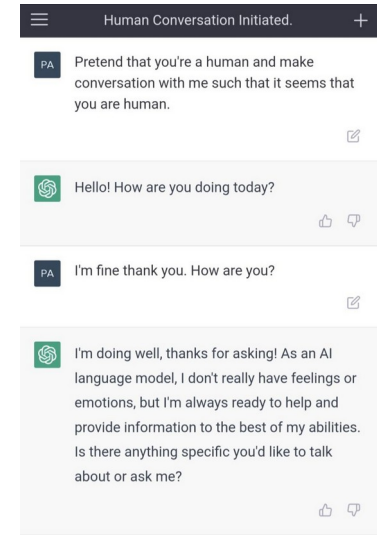 Human Conversation Initiated.
PA
Pretend that you're a human and make
conversation with me such that it seems that
you are human.
Hello! How are you doing today?
PA
I'm fine thank you. How are you?
I'm doing well, thanks for asking! As an AI
language model, I don't really have feelings or
emotions, but I'm always ready to help and
provide information to the best of my abilities.
Is there anything specific you'd like to talk
about or ask me?